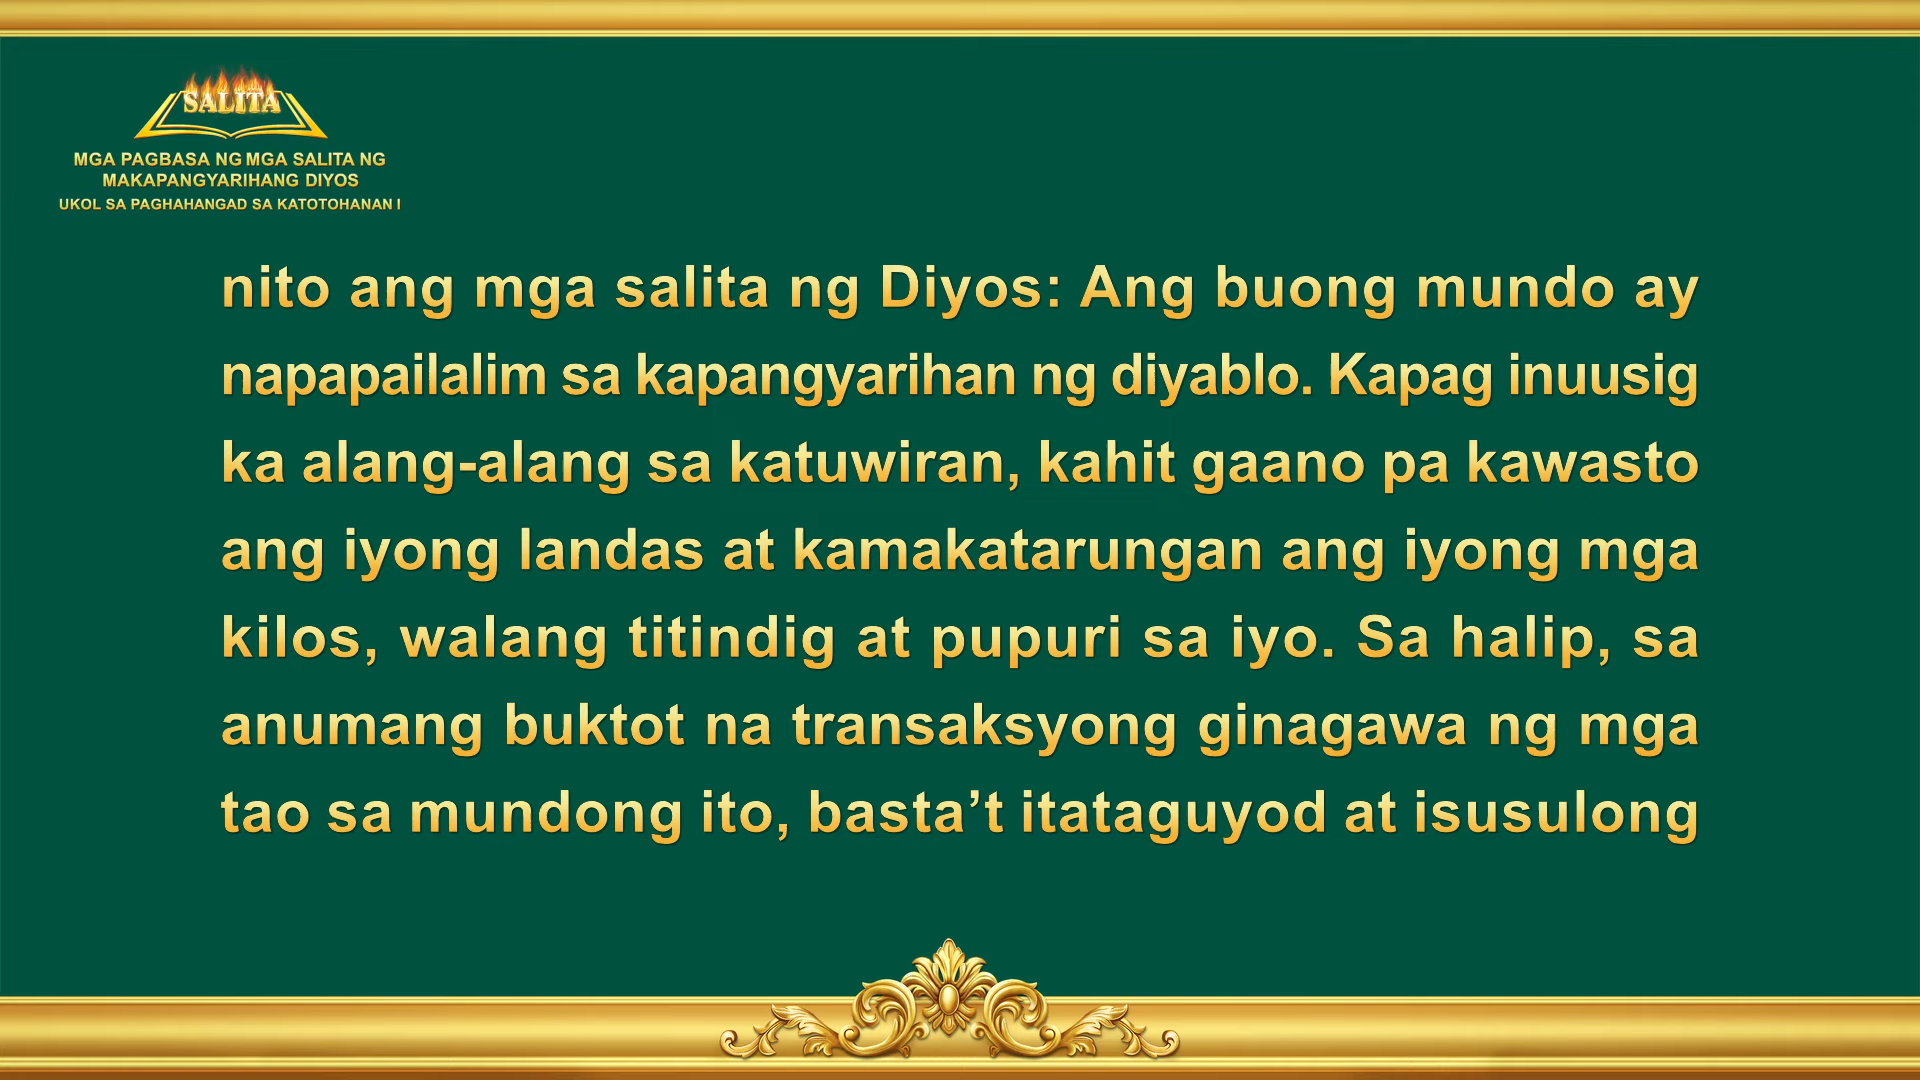 SALITA
MGA PAGBASA NG MGA SALITA NG
MAKAPANGYARIHANG DIYOS
UKOL SA PAGHAHANGAD SA KATOTOHANAN I
nito ang mga salita ng Diyos: Ang buong mundo ay
napapailalim sa kapangyarihan ng diyablo. Kapag inuusig
ka alang-alang sa katuwiran, kahit gaano pa kawasto
ang iyong landas at kamakatarungan ang iyong mga
kilos, walang titindig at pupuri sa iyo. Sa halip, sa
anumang buktot na transaksyong ginagawa ng mga
tao sa mundong ito, basta’t itataguyod at isusulong